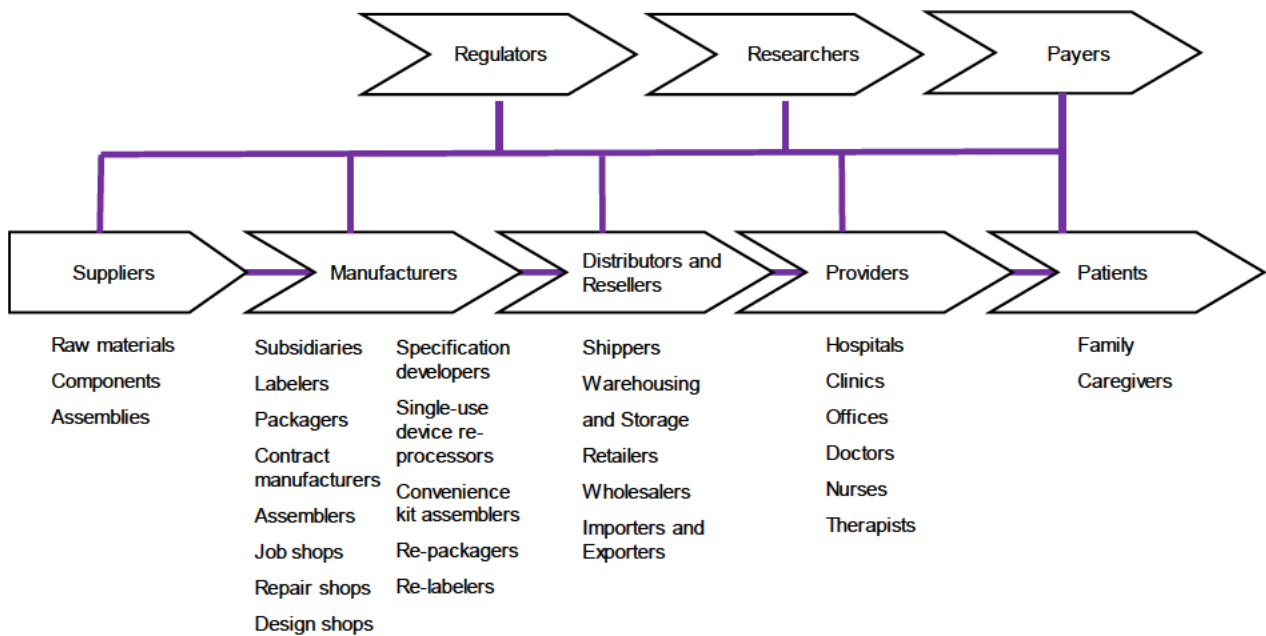 Regulators
Researchers
Payers
Suppliers
Manufacturers
Distributors and
Resellers
Providers
Patients
Raw materials
Components
Assemblies
Subsidiaries
Labelers
Packagers
Contract
manufacturers
Assemblers
Job shops
Repair shops
Design shops
Specification
developers
Single-use
device re-
processors
Convenience
kit assemblers
Re-packagers
Re-labelers
Shippers
Warehousing
and Storage
Retailers
Wholesalers
Importers and
Exporters
Hospitals
Clinics
Offices
Doctors
Nurses
Therapists
Family
Caregivers